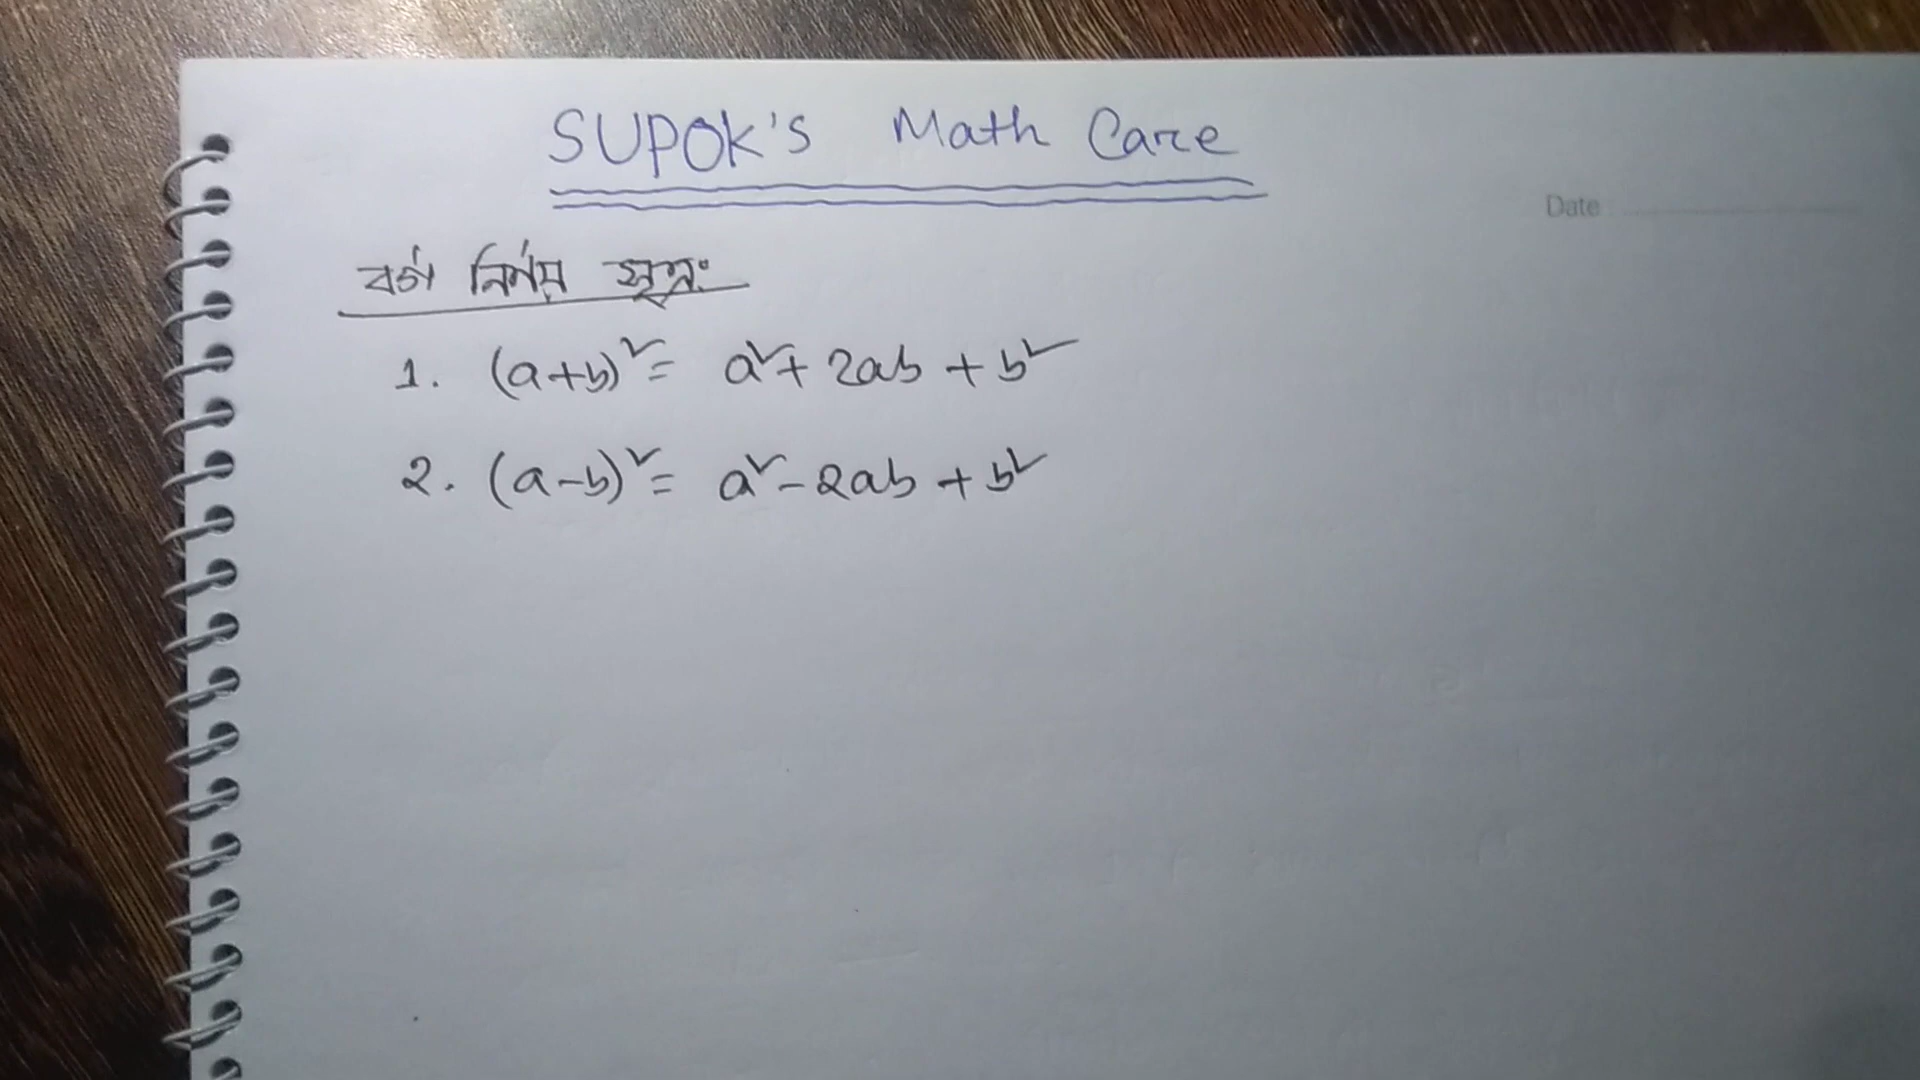 SUPOK's Math Care
Date
বর্গ নির্ণয় সূত্র:
1. (a+b)² = a² + 2ab + b²
2. (a-b)² = a² - 2ab + b²